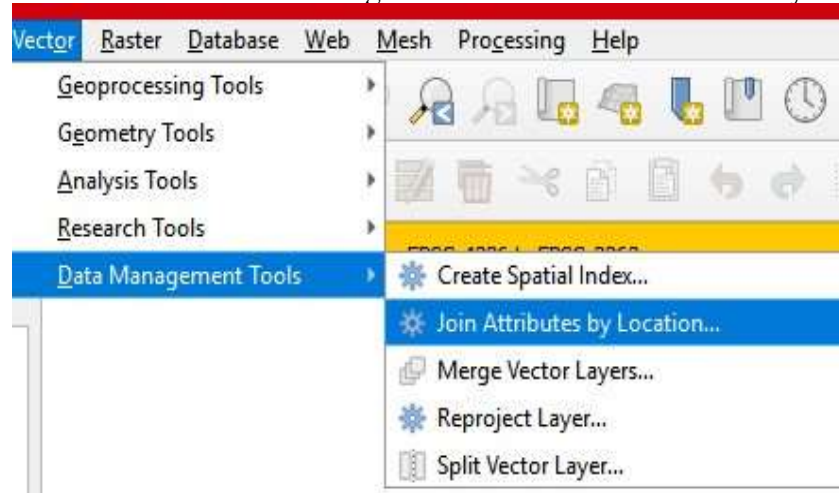 Vector Raster Database Web Mesh Processing Help
Geoprocessing Tools
Geometry Tools
Analysis Tools
Research Tools
Data Management Tools
Create Spatial Index...
Join Attributes by Location...
Merge Vector Layers...
Reproject Layer...
Split Vector Layer...